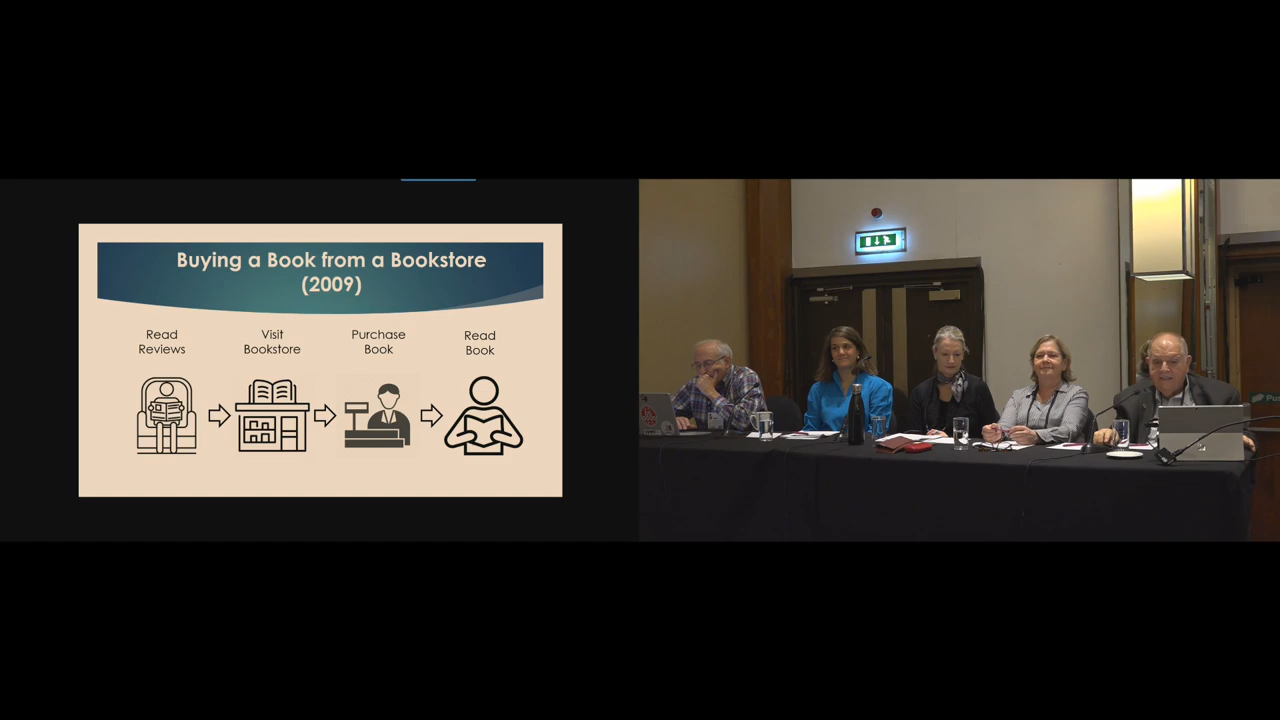 Buying a Book from a Bookstore
(2009)
Read
Reviews
Visit
Bookstore
Purchase
Book
Read
Book